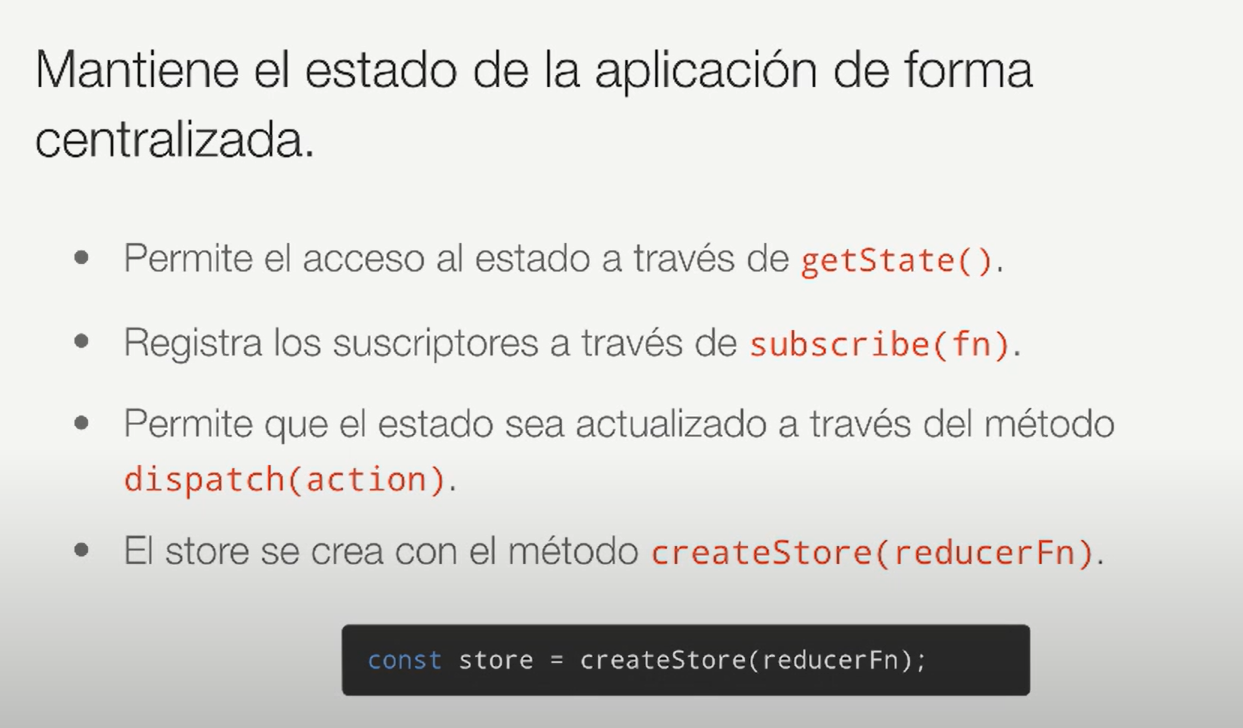 Mantiene el estado de la aplicación de forma
centralizada.
• Permite el acceso al estado a través de getState().
• Registra los suscriptores a través de subscribe(fn).
• Permite que el estado sea actualizado a través del método
dispatch(action).
• El store se crea con el método createStore(reducerFn).
const store = createStore(reducerFn);